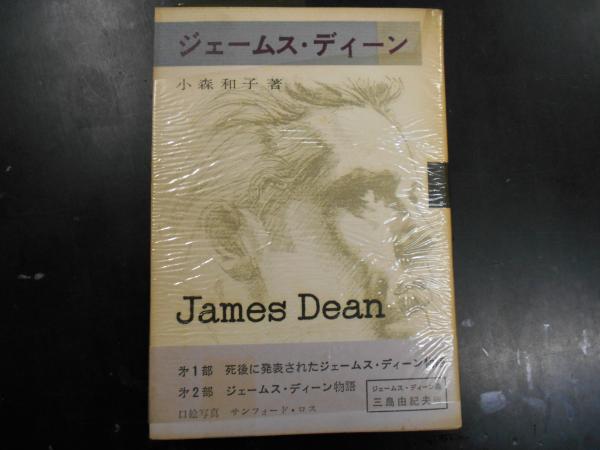 ジェームス・ディーン
小森和子著
James Dean
才1部 死後に発表されたジェームス・ディーン物語
才2部 ジェームス・ディーン物語
口絵写真 サンフォード・ロス
ジェームス・ディーン
三島由紀夫